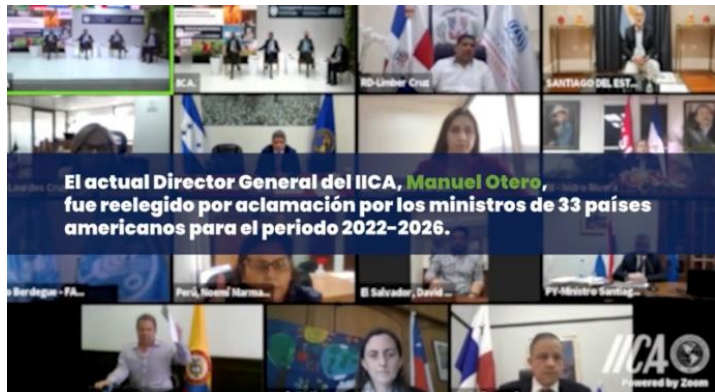 IICA.
RD-Limber Cruz
SANTIAGO DEL EST...
El actual Director General del IICA, Manuel Otero,
fue reelegido por aclamación por los ministros de 33 países
americanos para el periodo 2022-2026.
o Berdegue - FA...
Perú, Noemí Marma...
El Salvador, David ...
PY-Ministro Santiag...
IICA
Powered by Zoom